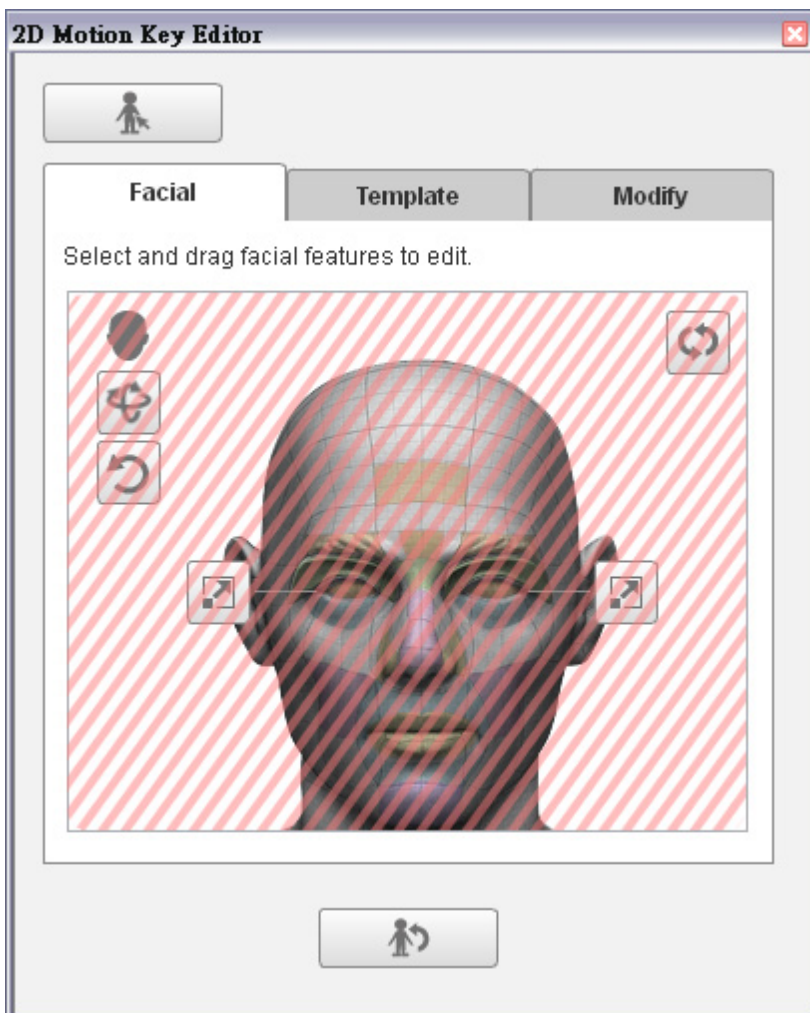 2D Motion Key Editor
Facial
Template
Modify
Select and drag facial features to edit.